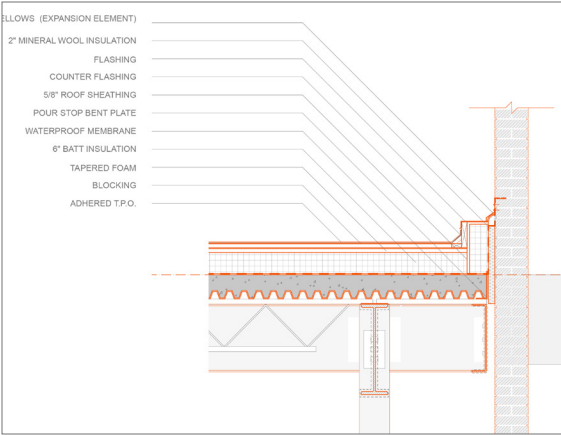 ELLOWS (EXPANSION ELEMENT)
2" MINERAL WOOL INSULATION
FLASHING
COUNTER FLASHING
5/8" ROOF SHEATHING
POUR STOP BENT PLATE
WATERPROOF MEMBRANE
6" BATT INSULATION
TAPERED FOAM
BLOCKING
ADHERED T.P.O.